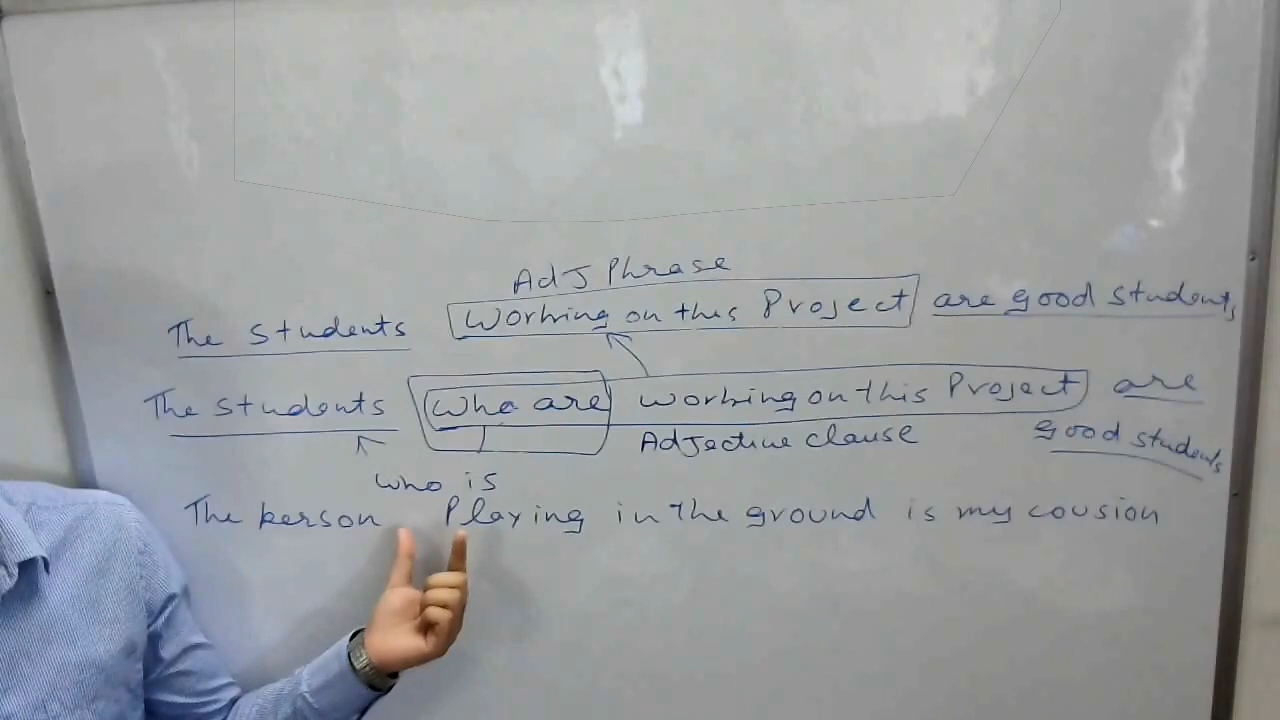 Adj Phrase
The students working on this Project are good students
The students who are working on this Project are
Adjective clause good students
who is
The person Playing in the ground is my cousion